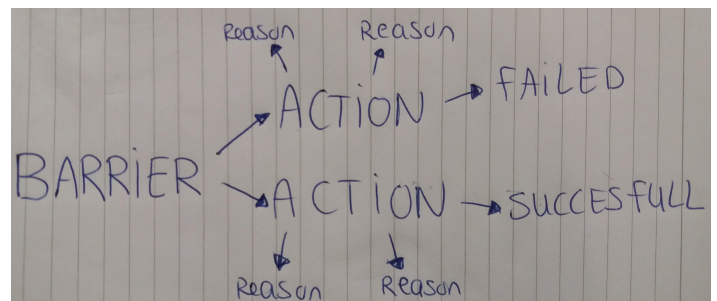 Reason Reason
ACTION FAILED
BARRIER
ACTION SUCCESFULL
Reason Reason